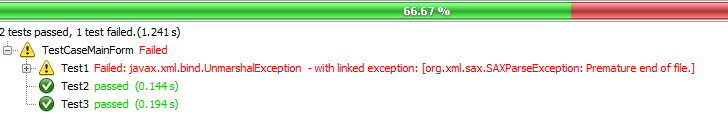 66.67 %
2 tests passed, 1 test failed.(1.241 s)
TestCaseMainForm Failed
Test1 Failed: javax.xml.bind.UnmarshalException - with linked exception: [org.xml.sax.SAXParseException: Premature end of file.]
Test2 passed (0.144 s)
Test3 passed (0.194 s)